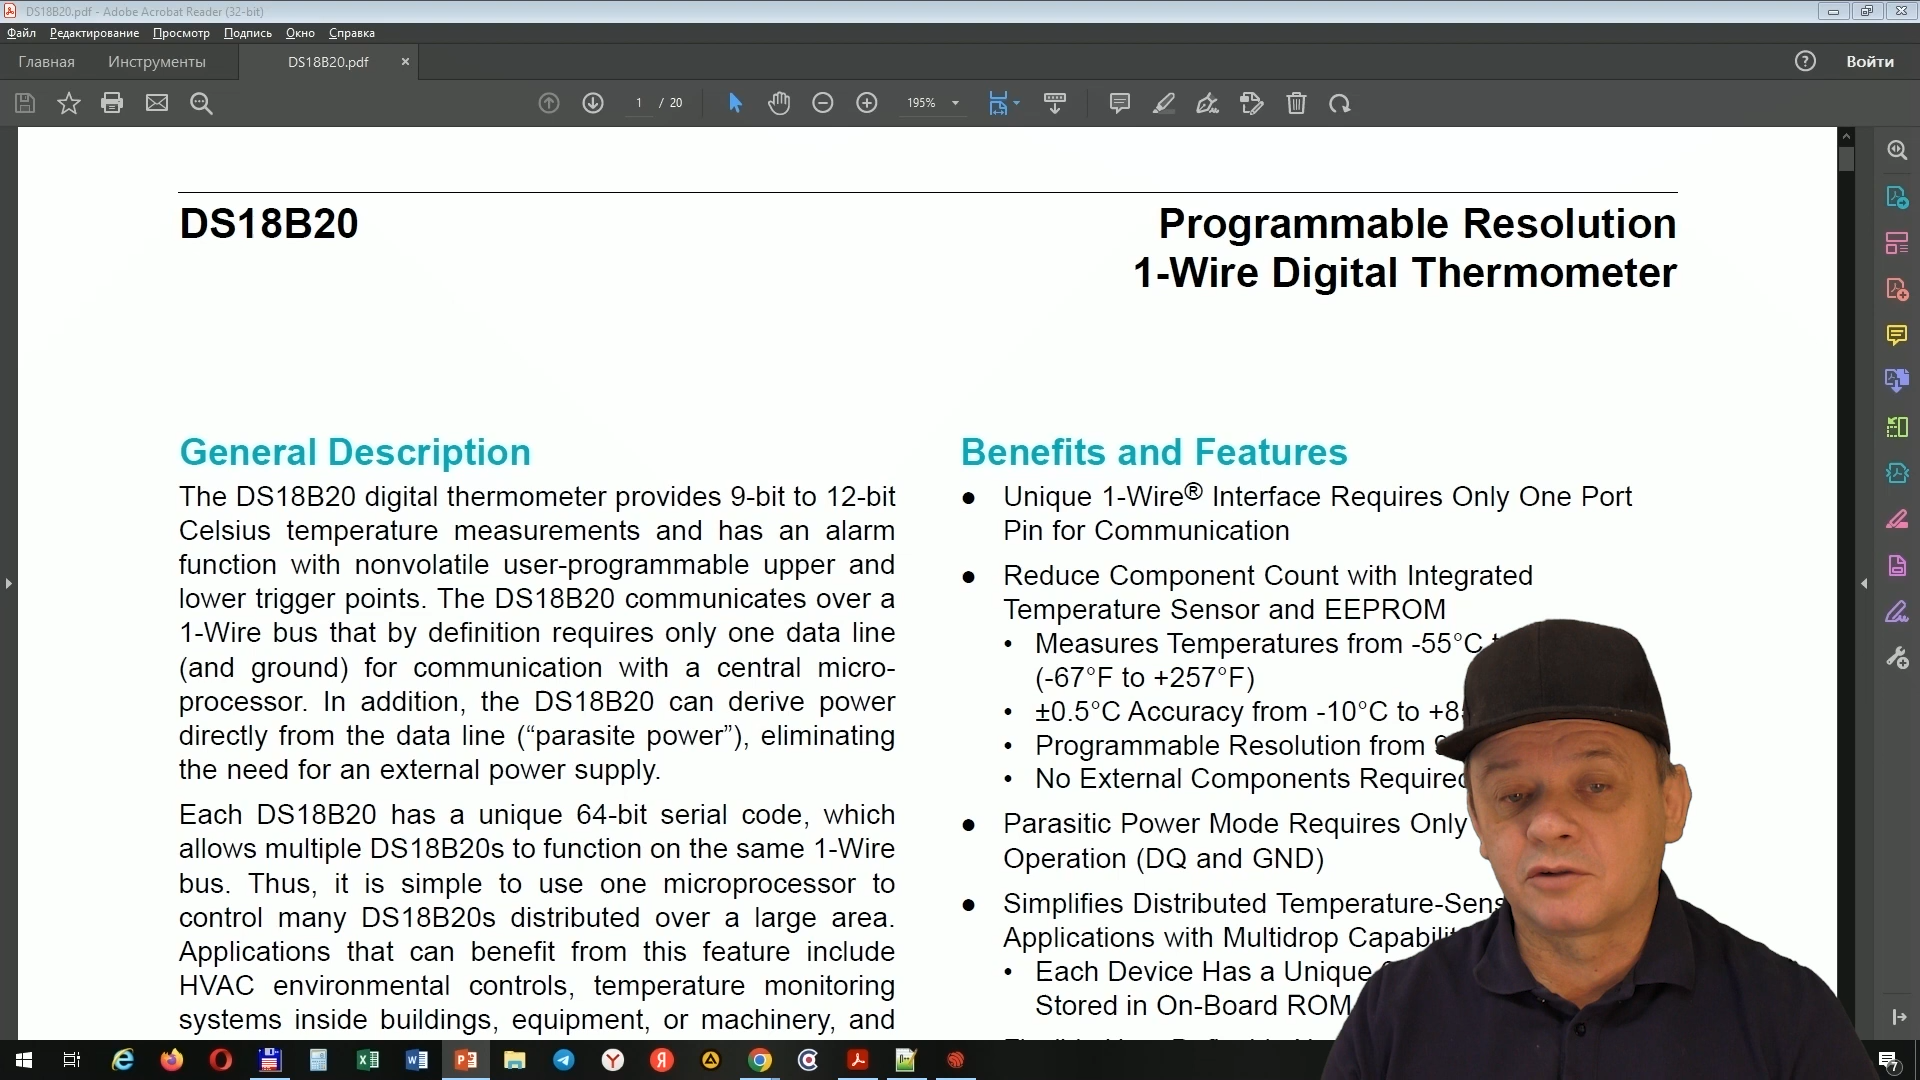 DS18B20.pdf - Adobe Acrobat Reader (32-bit)
Файл Редактирование Просмотр Подпись Окно Справка
Главная Инструменты DS18B20.pdf Войти
1 / 20 195%
DS18B20
Programmable Resolution
1-Wire Digital Thermometer
General Description
The DS18B20 digital thermometer provides 9-bit to 12-bit
Celsius temperature measurements and has an alarm
function with nonvolatile user-programmable upper and
lower trigger points. The DS18B20 communicates over a
1-Wire bus that by definition requires only one data line
(and ground) for communication with a central micro-
processor. In addition, the DS18B20 can derive power
directly from the data line (“parasite power”), eliminating
the need for an external power supply.
Each DS18B20 has a unique 64-bit serial code, which
allows multiple DS18B20s to function on the same 1-Wire
bus. Thus, it is simple to use one microprocessor to
control many DS18B20s distributed over a large area.
Applications that can benefit from this feature include
HVAC environmental controls, temperature monitoring
systems inside buildings, equipment, or machinery, and
Benefits and Features
● Unique 1-Wire® Interface Requires Only One Port
Pin for Communication
● Reduce Component Count with Integrated
Temperature Sensor and EEPROM
• Measures Temperatures from -55°C
(-67°F to +257°F)
• ±0.5°C Accuracy from -10°C to
• Programmable Resolution from
• No External Components Required
● Parasitic Power Mode Requires Only
Operation (DQ and GND)
● Simplifies Distributed Temperature-Sens
Applications with Multidrop Capabilit
• Each Device Has a Unique
Stored in On-Board ROM